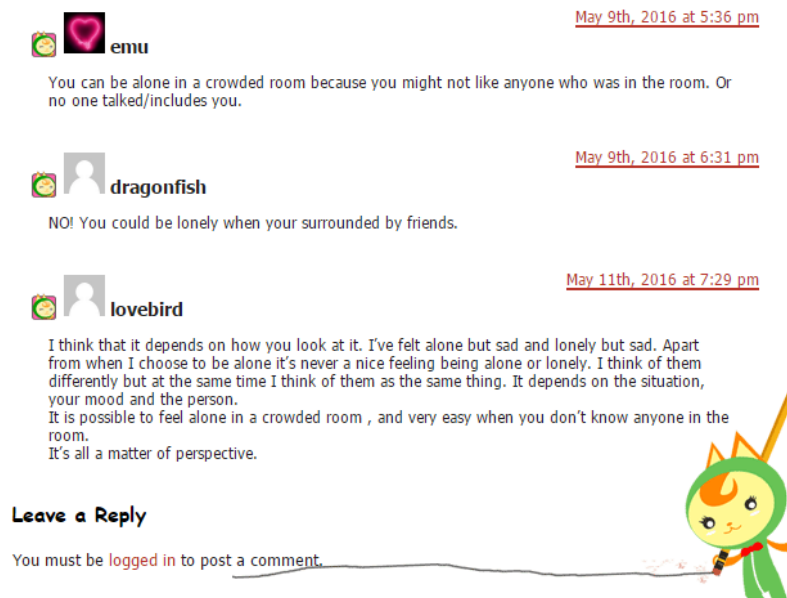 May 9th, 2016 at 5:36 pm
emu
You can be alone in a crowded room because you might not like anyone who was in the room. Or
no one talked/includes you.
May 9th, 2016 at 6:31 pm
dragonfish
NO! You could be lonely when your surrounded by friends.
May 11th, 2016 at 7:29 pm
lovebird
I think that it depends on how you look at it. I've felt alone but sad and lonely but sad. Apart
from when I choose to be alone it's never a nice feeling being alone or lonely. I think of them
differently but at the same time I think of them as the same thing. It depends on the situation,
your mood and the person.
It is possible to feel alone in a crowded room , and very easy when you don't know anyone in the
room.
It's all a matter of perspective.
Leave a Reply
You must be logged in to post a comment.